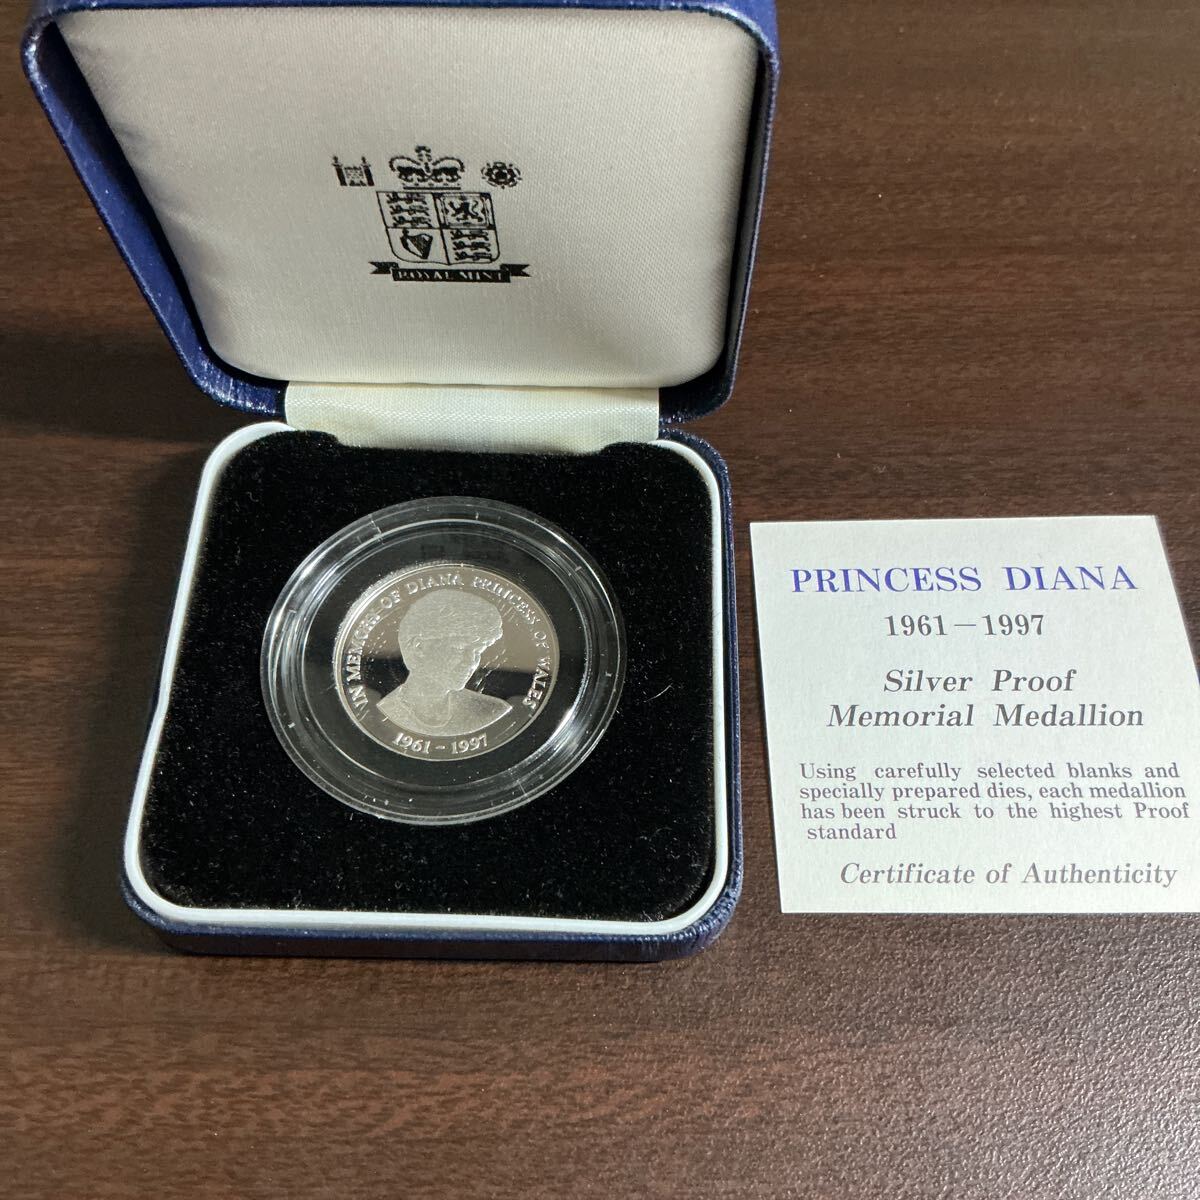 ROYAL MINT
IN MEMORY OF DIANA PRINCESS OF WALES
1961 - 1997
PRINCESS DIANA
1961 - 1997
Silver Proof
Memorial Medallion
Using carefully selected blanks and
specially prepared dies, each medallion
has been struck to the highest Proof
standard
Certificate of Authenticity